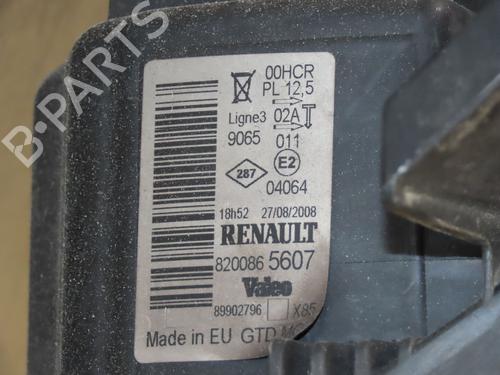 00HCR
PL 12,5
Ligne3 02A
9065 011
287 E2
04064
18h52 27/08/2008
RENAULT
820086 5607
Valeo
89902796 X85
Made in EU GTD
B-Parts